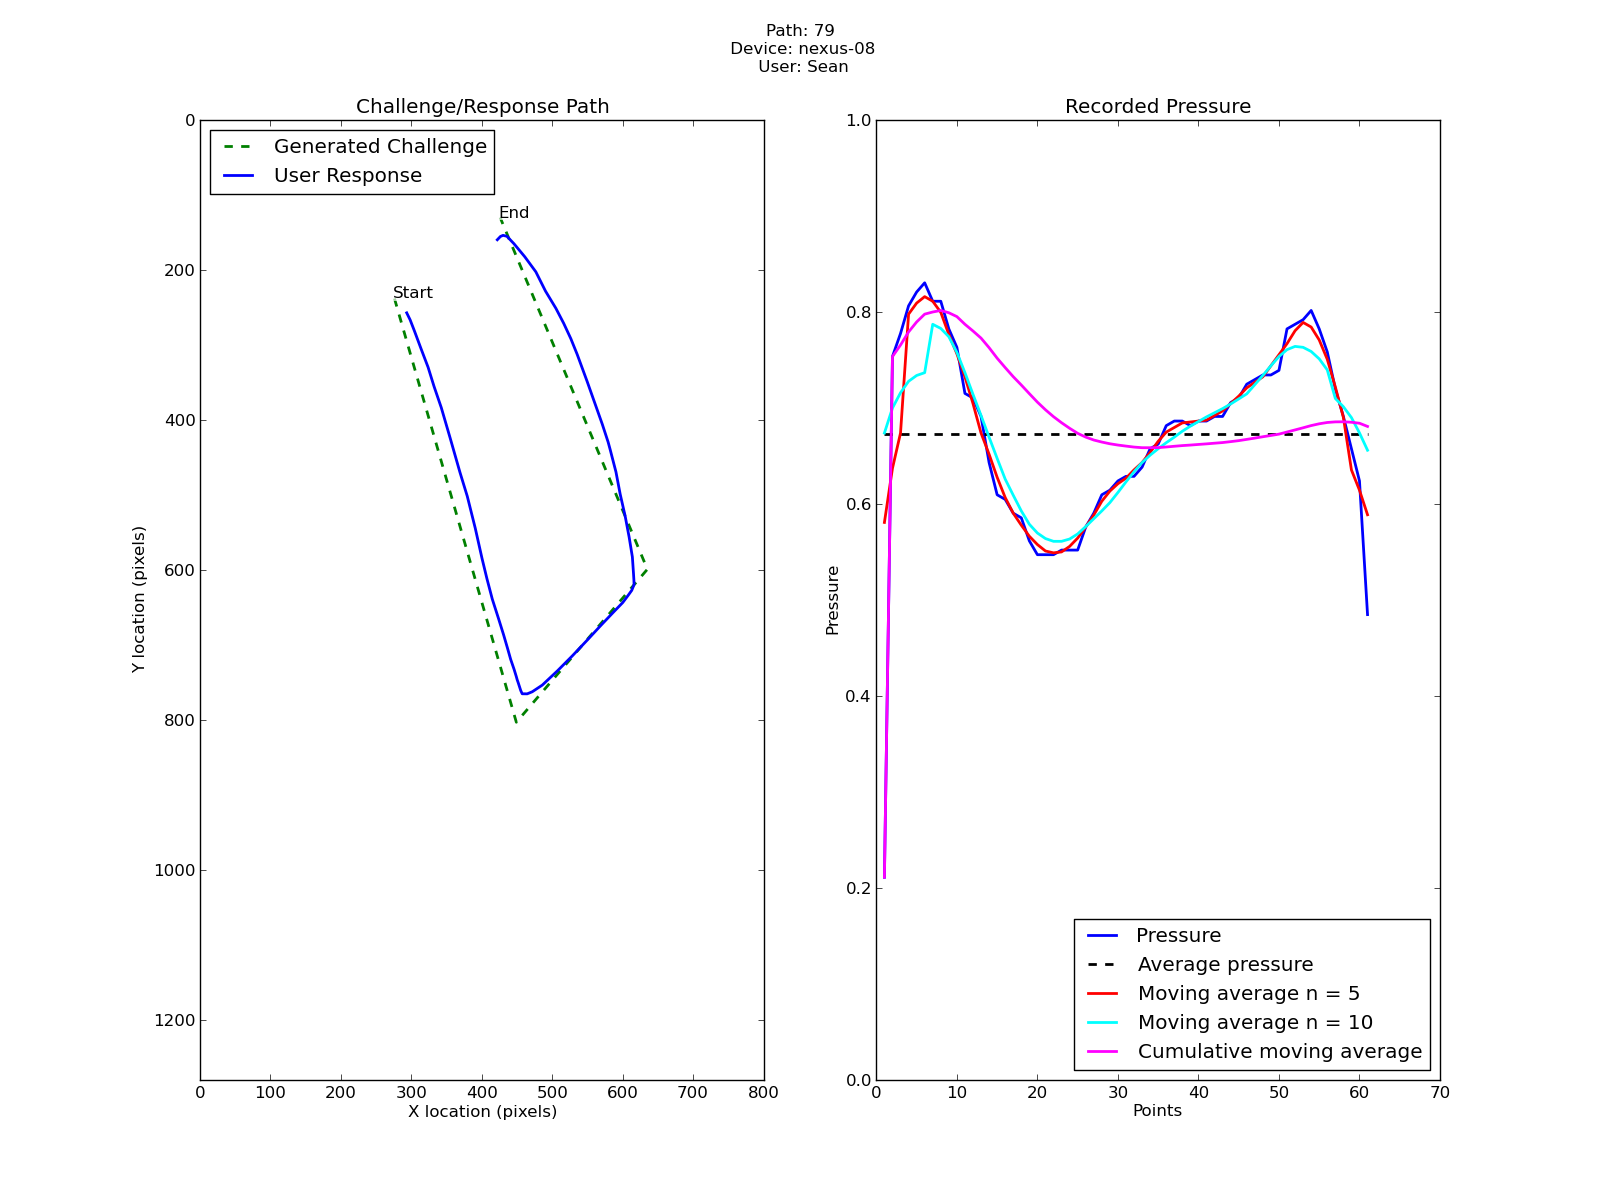 Path: 79
Device: nexus-08
User: Sean
Challenge/Response Path
Generated Challenge
User Response
End
Start
0
200
400
600
800
1000
1200
Y location (pixels)
0 100 200 300 400 500 600 700 800
X location (pixels)
Recorded Pressure
1.0
0.8
0.6
0.4
0.2
0.0
Pressure
Pressure
Average pressure
Moving average n = 5
Moving average n = 10
Cumulative moving average
0 10 20 30 40 50 60 70
Points